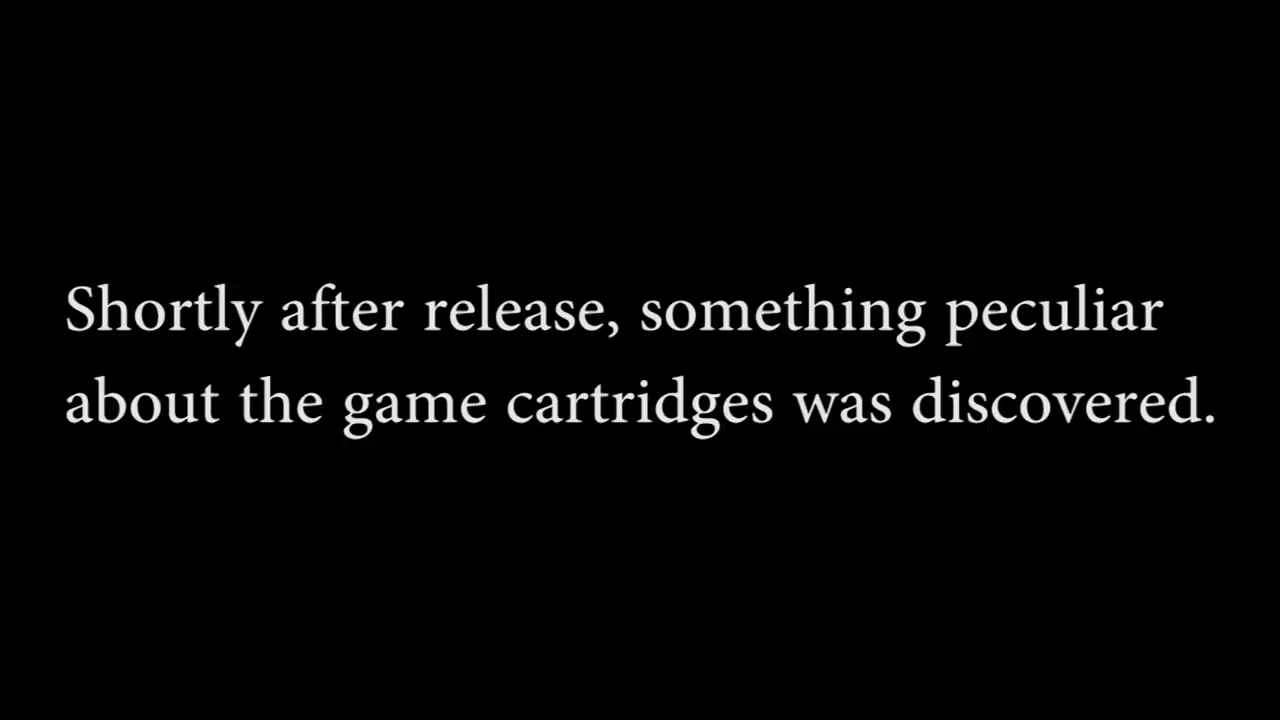 Shortly after release, something peculiar
about the game cartridges was discovered.